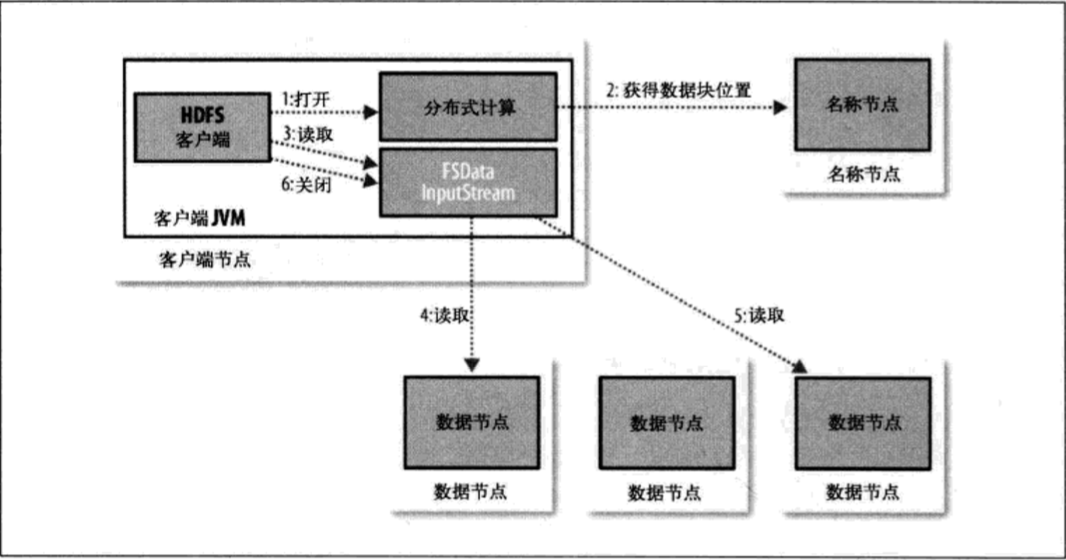 HDFS
客户端
1:打开
3:读取
6:关闭
分布式计算
FSData
InputStream
2: 获得数据块位置
名称节点
名称节点
客户端JVM
客户端节点
4:读取
5:读取
数据节点
数据节点
数据节点
数据节点
数据节点
数据节点